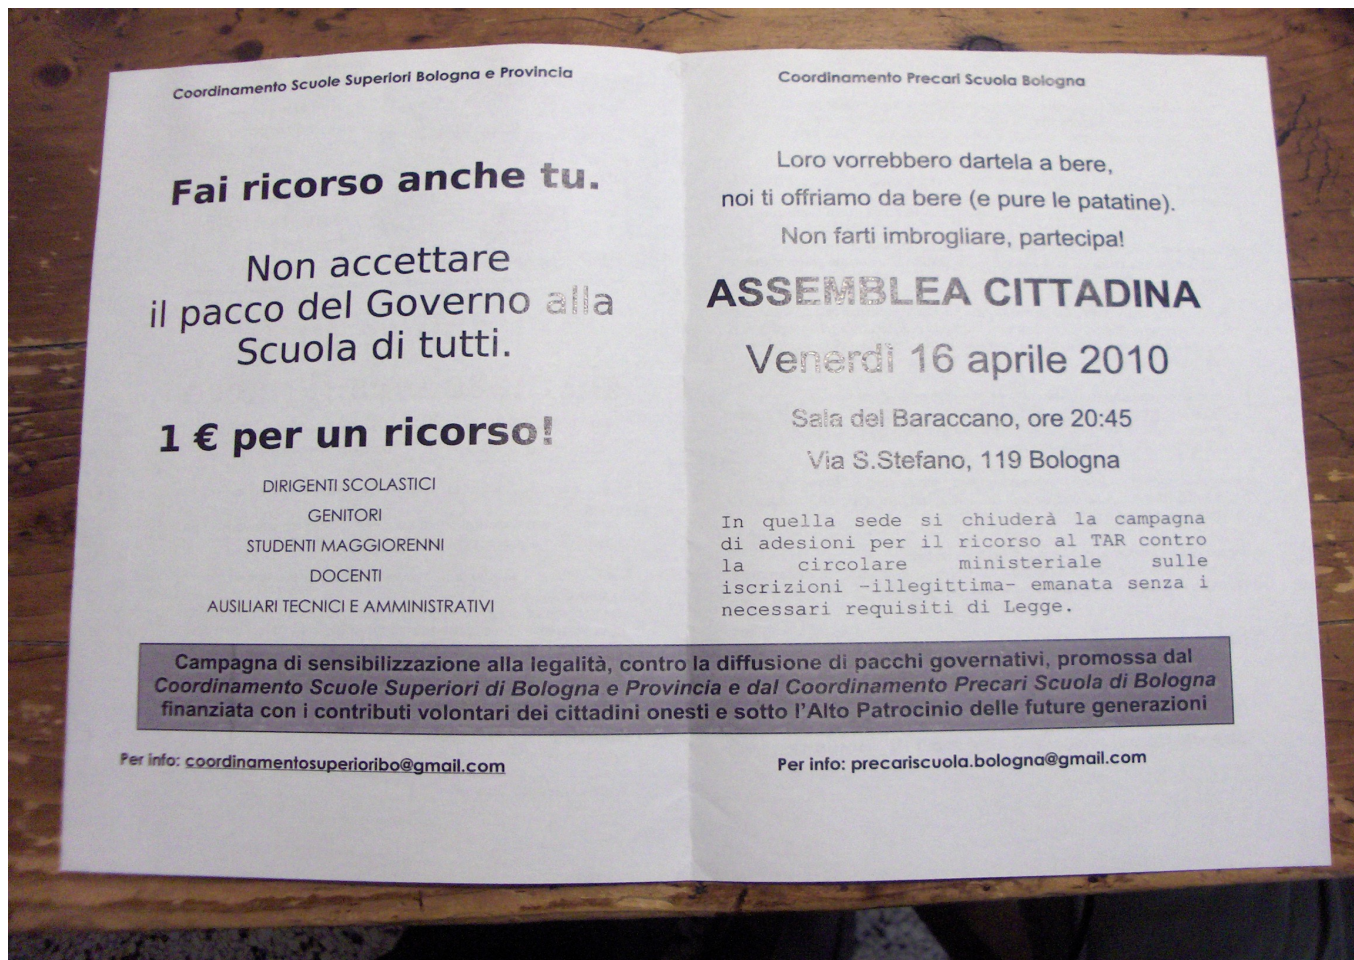 Coordinamento Scuole Superiori Bologna e Provincia
Fai ricorso anche tu.
Non accettare
il pacco del Governo alla
Scuola di tutti.
1 € per un ricorso!
DIRIGENTI SCOLASTICI
GENITORI
STUDENTI MAGGIORENNI
DOCENTI
AUSILIARI TECNICI E AMMINISTRATIVI
Coordinamento Precari Scuola Bologna
Loro vorrebbero dartela a bere,
noi ti offriamo da bere (e pure le patatine).
Non farti imbrogliare, partecipa!
ASSEMBLEA CITTADINA
Venerdì 16 aprile 2010
Sala del Baraccano, ore 20:45
Via S.Stefano, 119 Bologna
In quella sede si chiuderà la campagna
di adesioni per il ricorso al TAR contro
la circolare ministeriale sulle
iscrizioni -illegittima- emanata senza i
necessari requisiti di Legge.
Campagna di sensibilizzazione alla legalità, contro la diffusione di pacchi governativi, promossa dal
Coordinamento Scuole Superiori di Bologna e Provincia e dal Coordinamento Precari Scuola di Bologna
finanziata con i contributi volontari dei cittadini onesti e sotto l'Alto Patrocinio delle future generazioni
Per info: coordinamentosuperioribo@gmail.com
Per info: precariscuola.bologna@gmail.com